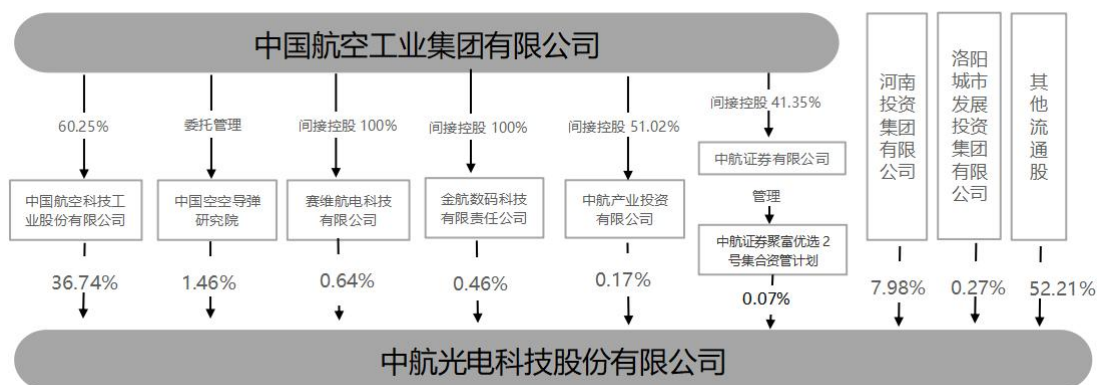 中国航空工业集团有限公司
60.25%
委托管理
间接控股 100%
间接控股 100%
间接控股 51.02%
间接控股 41.35%
中航证券有限公司
管理
中国航空科技工
业股份有限公司
中国空空导弹
研究院
赛维航电科技
有限公司
金航数码科技
有限责任公司
中航产业投资
有限公司
中航证券聚富优选 2
号集合资管计划
河南
投资
集团
有限
公司
洛阳
城市
发展
投资
集团
有限
公司
其
他
流
通
股
36.74%
1.46%
0.64%
0.46%
0.17%
0.07%
7.98%
0.27%
52.21%
中航光电科技股份有限公司